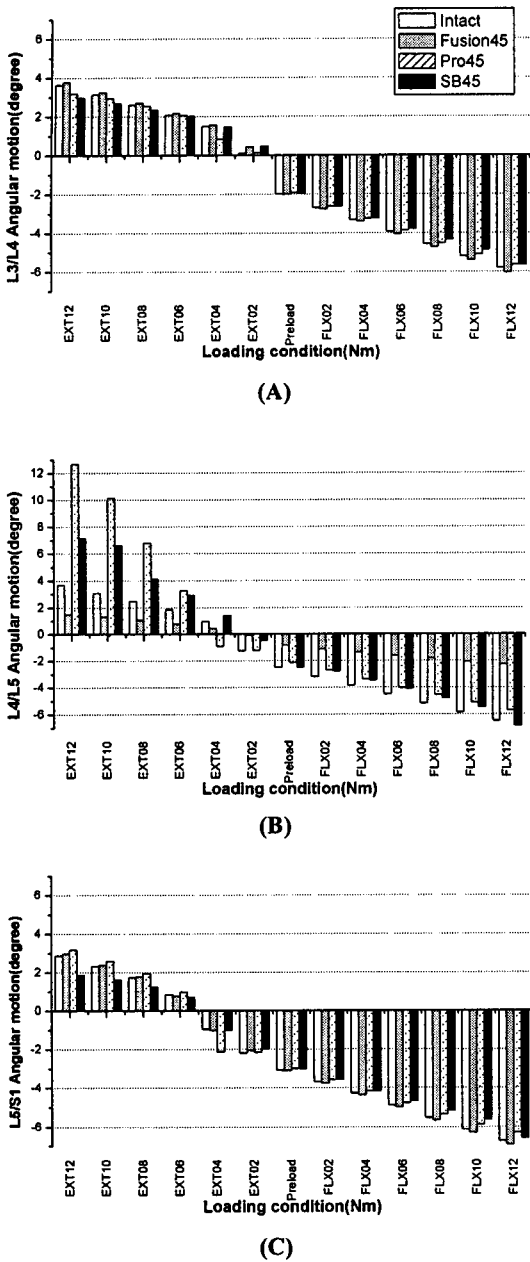 Intact
Fusion45
Pro45
SB45
L3/L4 Angular motion(degree)
6
4
2
0
-2
-4
-6
EXT12
EXT10
EXT08
EXT06
EXT04
EXT02
Preload
FLX02
FLX04
FLX06
FLX08
FLX10
FLX12
Loading condition(Nm)
(A)
L4/L5 Angular motion(degree)
12
10
8
6
4
2
0
-2
-4
-6
EXT12
EXT10
EXT08
EXT06
EXT04
EXT02
Preload
FLX02
FLX04
FLX06
FLX08
FLX10
FLX12
Loading condition(Nm)
(B)
L5/S1 Angular motion(degree)
6
4
2
0
-2
-4
-6
EXT12
EXT10
EXT08
EXT06
EXT04
EXT02
Preload
FLX02
FLX04
FLX06
FLX08
FLX10
FLX12
Loading condition(Nm)
(C)